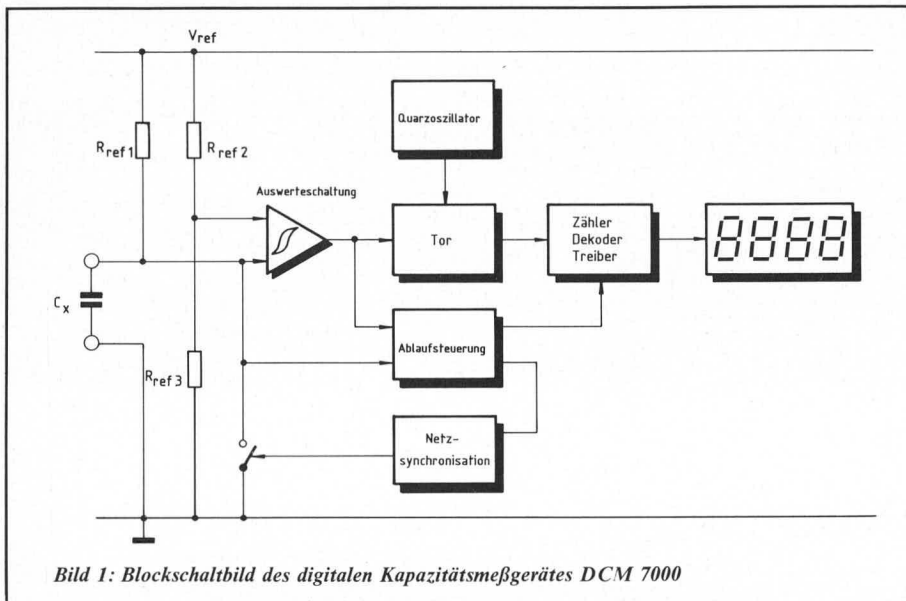 Vref
Rref 1
Rref 2
Quarzoszillator
Auswerteschaltung
Tor
Zähler
Dekoder
Treiber
8888
Cx
Rref 3
Ablaufsteuerung
Netz-
synchronisation
Bild 1: Blockschaltbild des digitalen Kapazitätsmeßgerätes DCM 7000